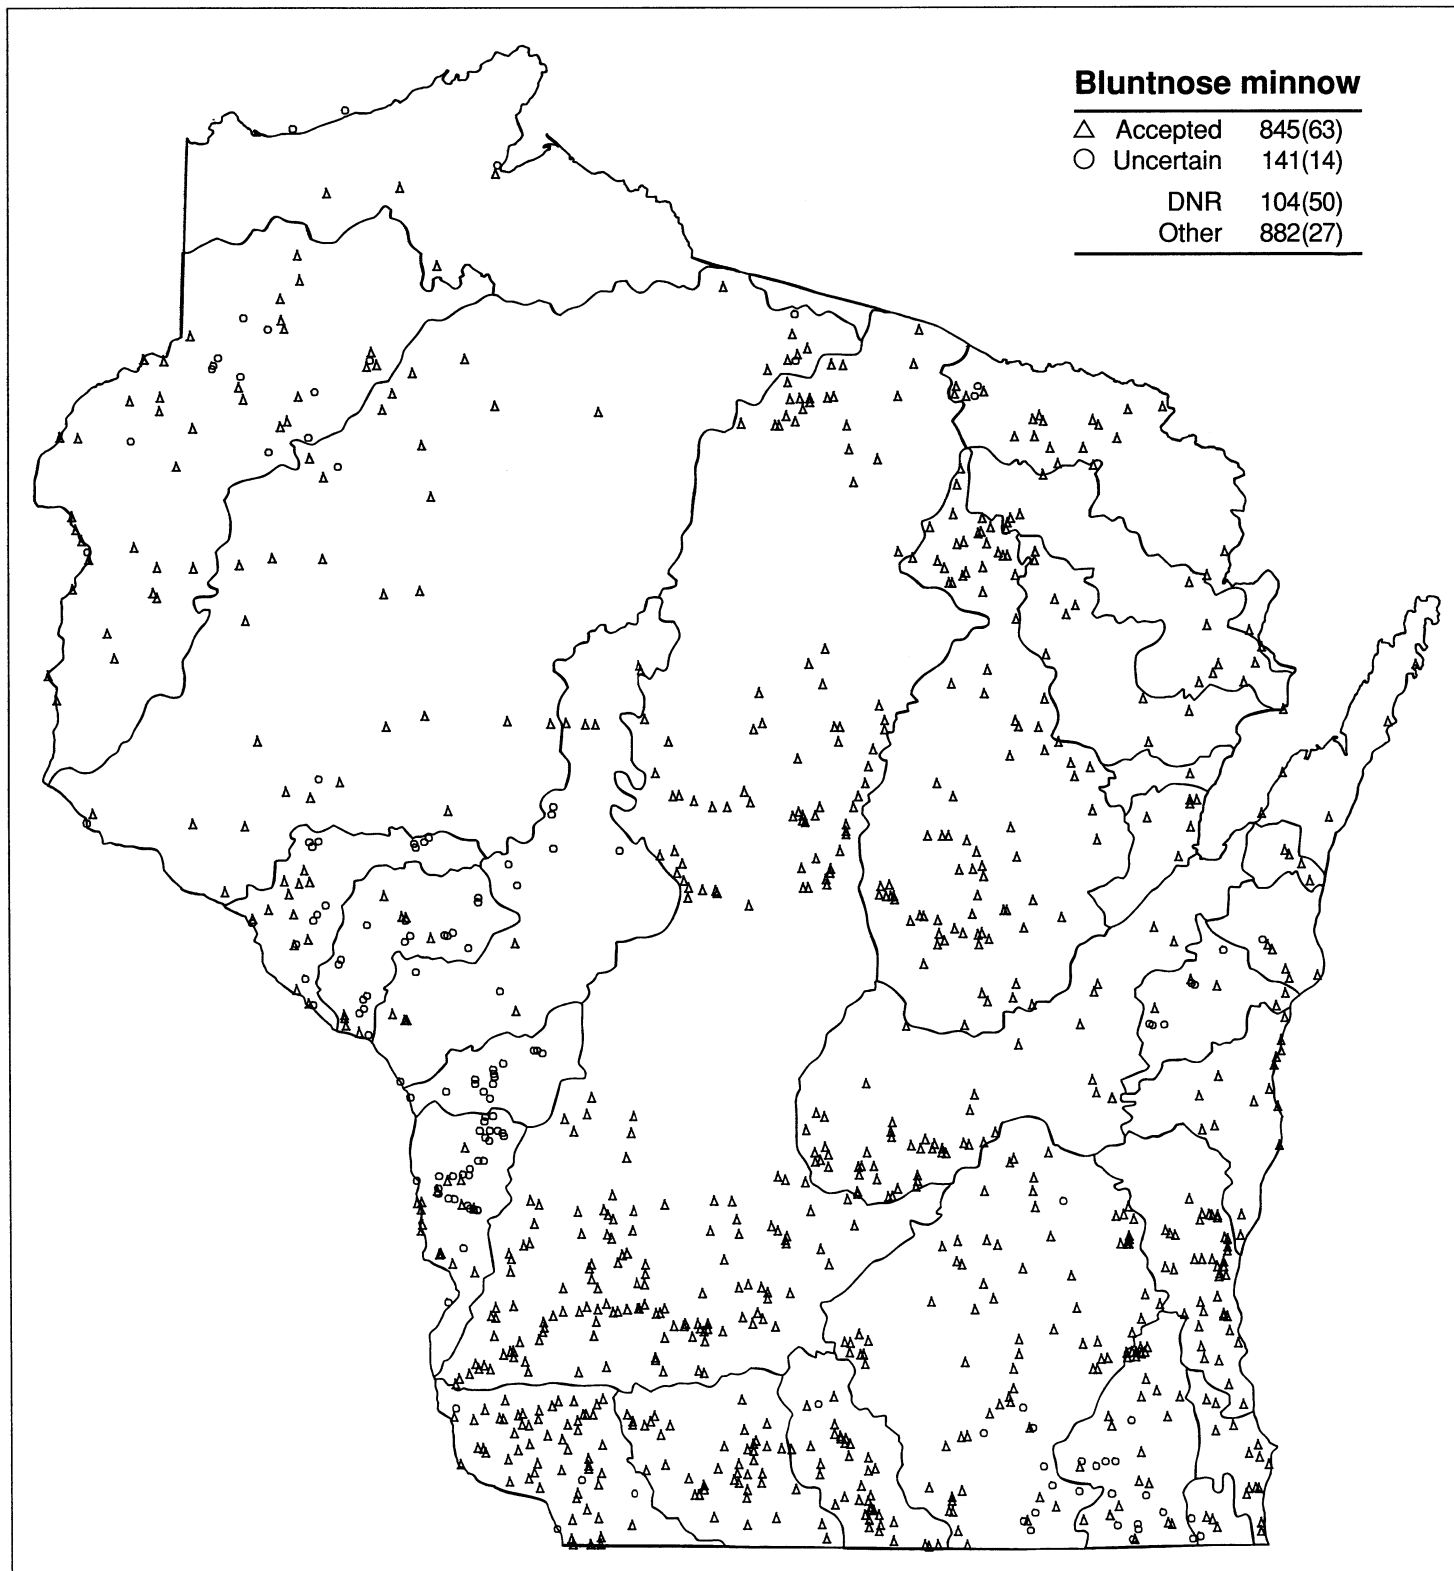 Bluntnose minnow
Accepted 845(63)
Uncertain 141(14)
DNR 104(50)
Other 882(27)